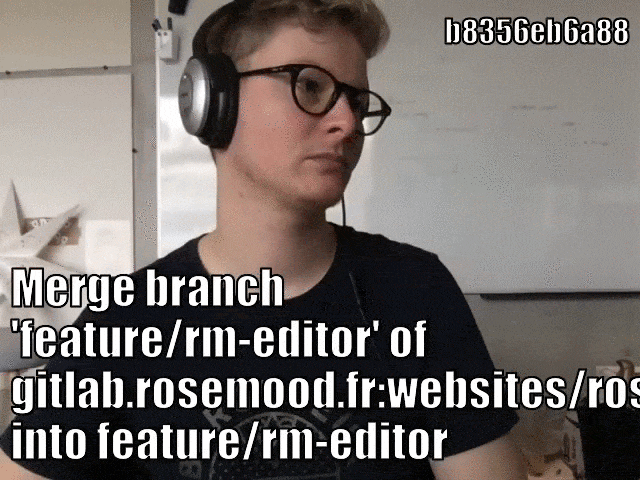 b8356eb6a88
Merge branch
'feature/rm-editor' of
gitlab.rosemood.fr:websites/ros
into feature/rm-editor